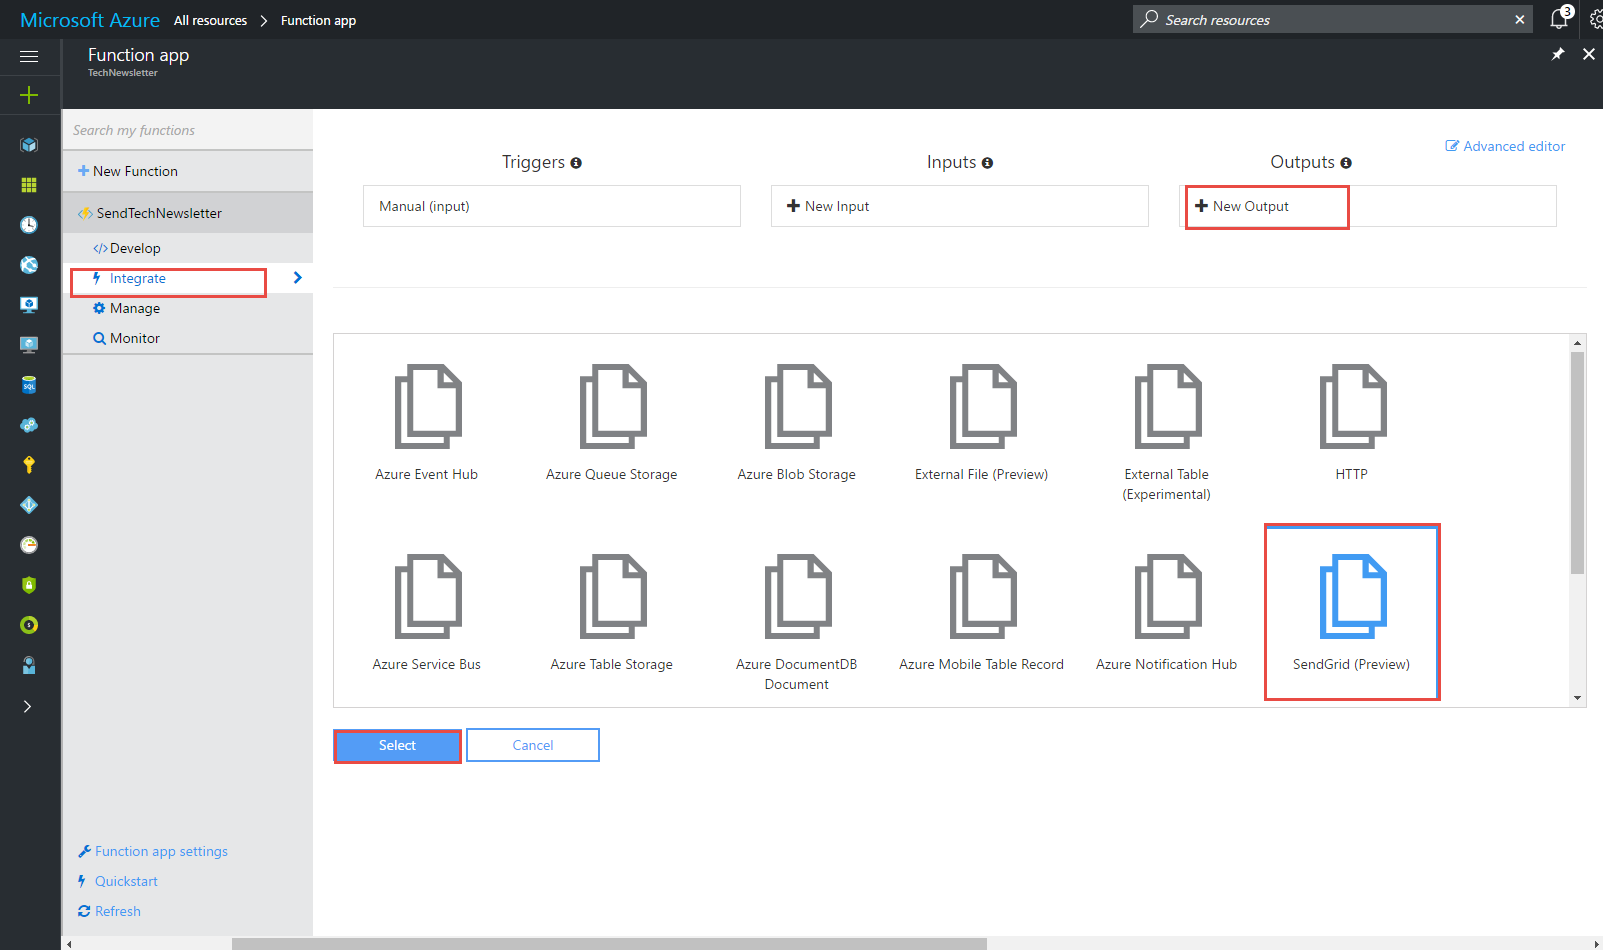 Microsoft Azure All resources > Function app
Search resources
3
Function app
TechNewsletter
Search my functions
New Function
SendTechNewsletter
</> Develop
Integrate
Manage
Monitor
Function app settings
Quickstart
Refresh
Advanced editor
Triggers
Inputs
Outputs
Manual (input)
New Input
New Output
Azure Event Hub
Azure Queue Storage
Azure Blob Storage
External File (Preview)
External Table
(Experimental)
HTTP
Azure Service Bus
Azure Table Storage
Azure DocumentDB
Document
Azure Mobile Table Record
Azure Notification Hub
SendGrid (Preview)
Select
Cancel
SQL